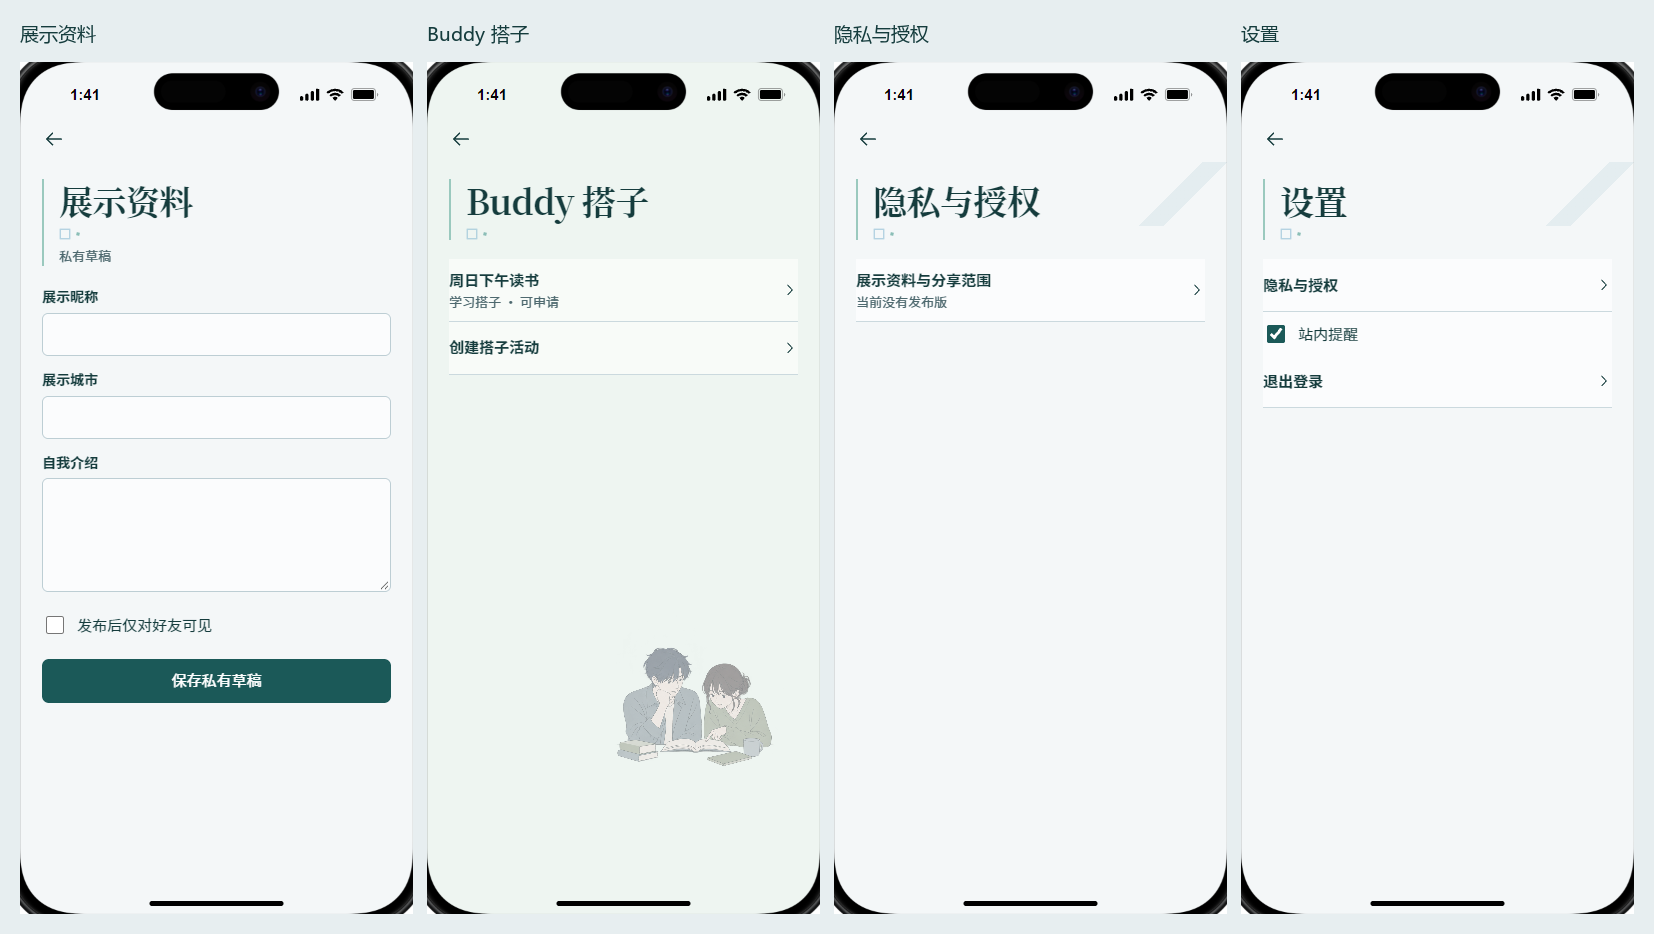 展示资料
1:41
展示资料
私有草稿
展示昵称
展示城市
自我介绍
发布后仅对好友可见
保存私有草稿
Buddy 搭子
1:41
Buddy 搭子
周日下午读书
学习搭子 · 可申请
创建搭子活动
隐私与授权
1:41
隐私与授权
展示资料与分享范围
当前没有发布版
设置
1:41
设置
隐私与授权
站内提醒
退出登录